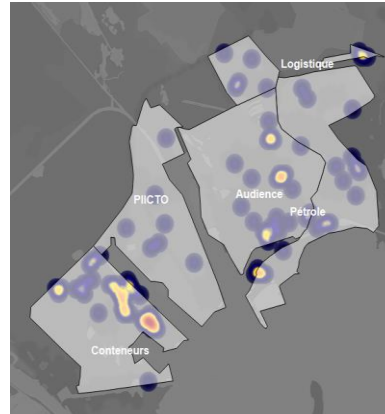 Logistique
PIICTO
Audience
Pétrole
Conteneurs